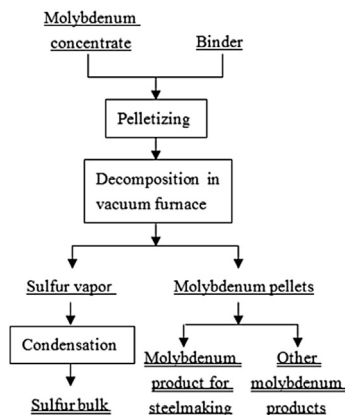 Molybdenum
concentrate
Binder
Pelletizing
Decomposition in
vacuum furnace
Sulfur vapor
Molybdenum pellets
Condensation
Molybdenum
product for
steelmaking
Other
molybdenum
products
Sulfur bulk